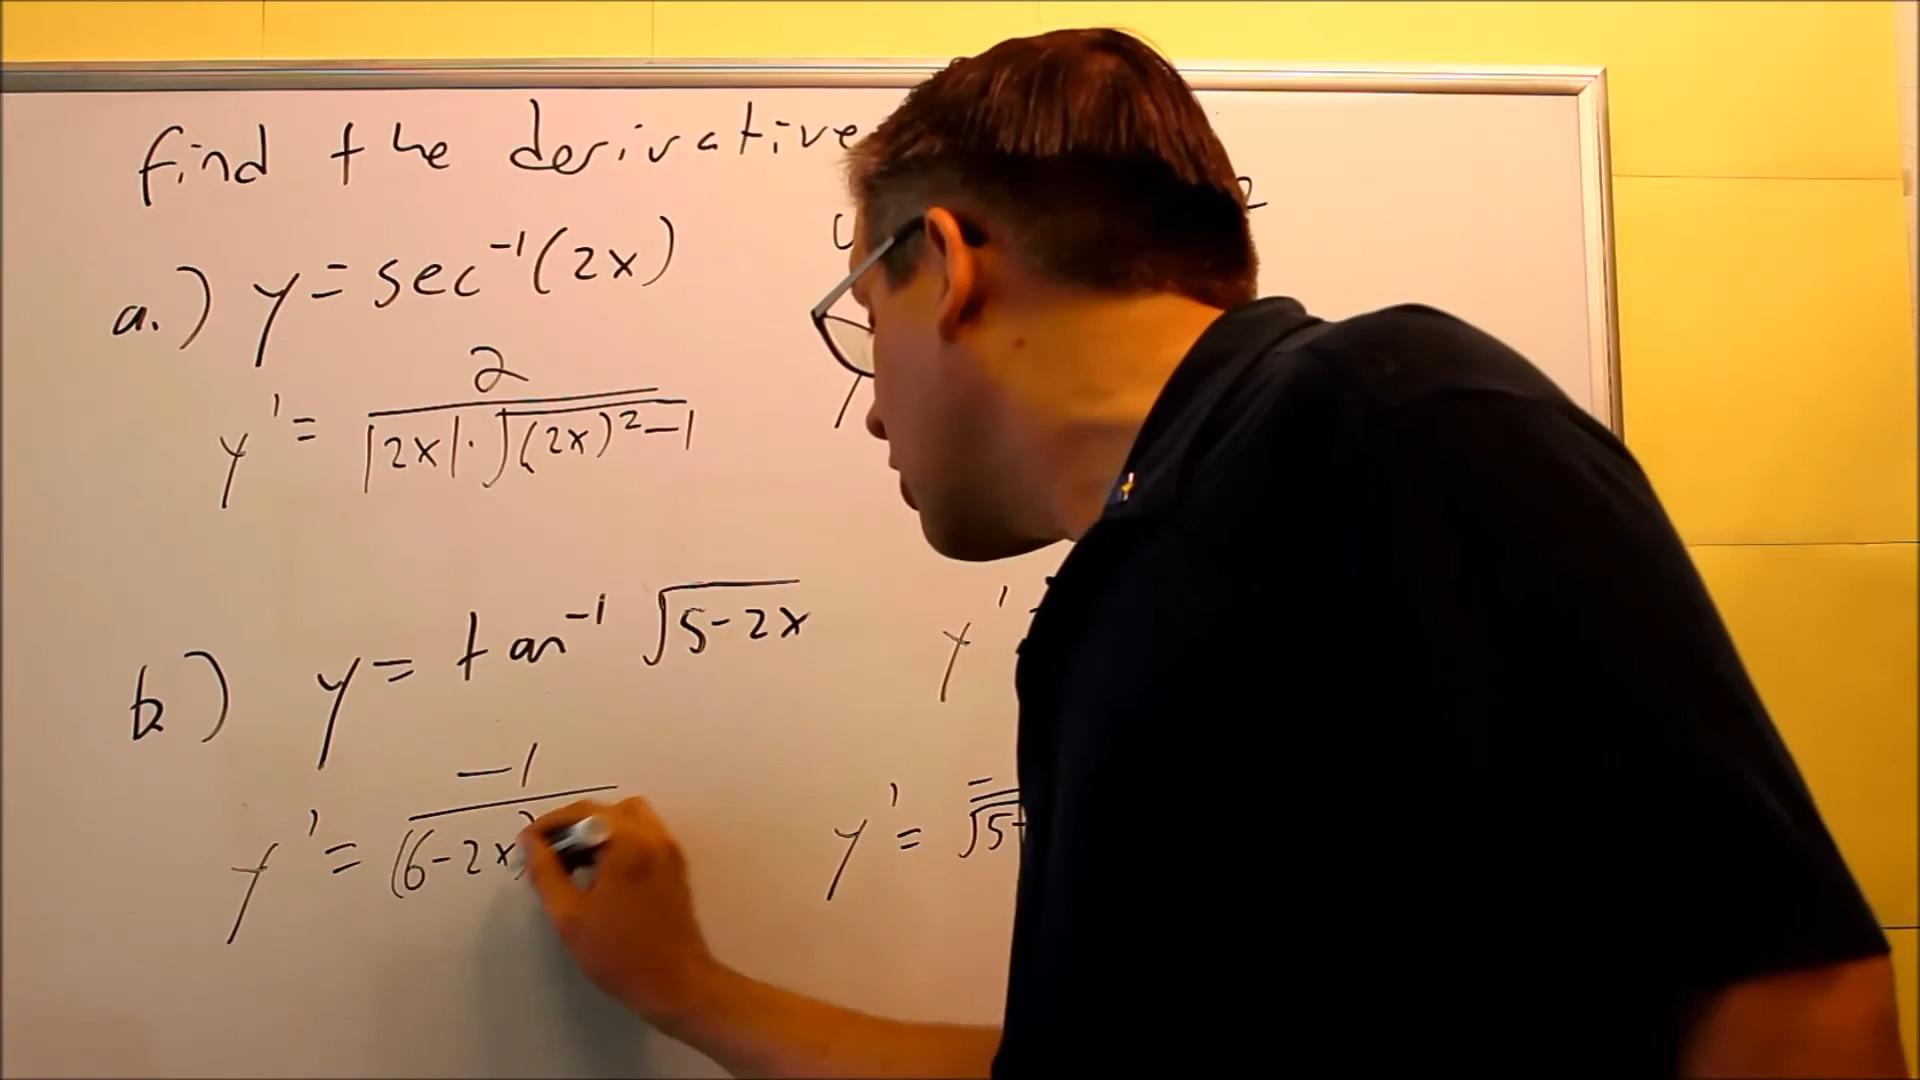 find the derivative
a.) y = sec⁻¹(2x)
y' = 2 / |2x|·√(2x)²-1
b.) y = tan⁻¹ √5-2x
y' = -1 / (6-2x)
y'
y' = - / √5-